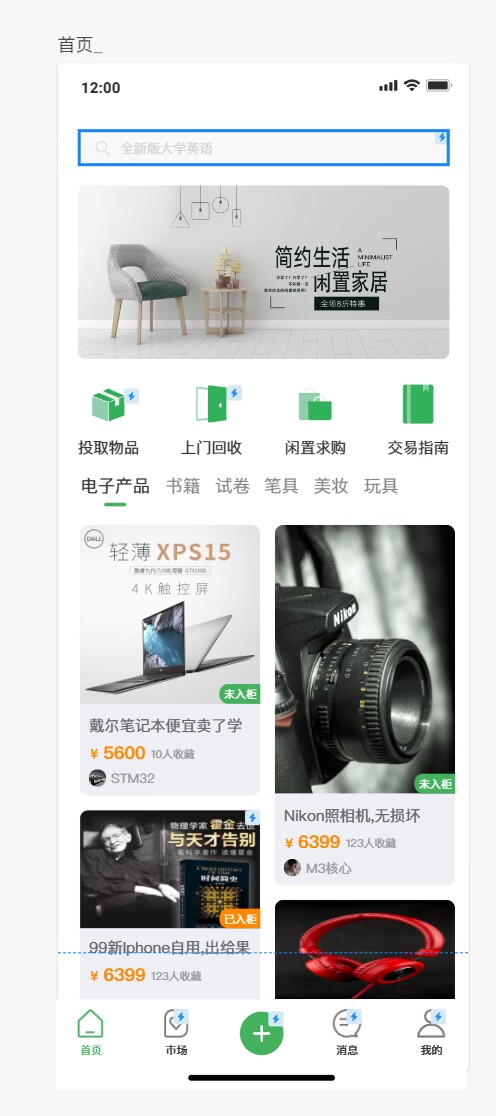 首页_
12:00
全新版大学英语
简约生活_
A
MINIMALIST
LIFE
闲置家居
全场8折特惠
投取物品
上门回收
闲置求购
交易指南
电子产品
书籍
试卷
笔具
美妆
玩具
DELL
轻薄 XPS15
4K触控屏
未入柜
戴尔笔记本便宜卖了学
¥ 5600 10人收藏
STM32
Nikon
未入柜
Nikon照相机,无损坏
¥ 6399 123人收藏
M3核心
物理学家 霍金去世
与天才告别
时间简史
已入柜
99新Iphone自用,出给果
¥ 6399 123人收藏
首页
市场
消息
我的